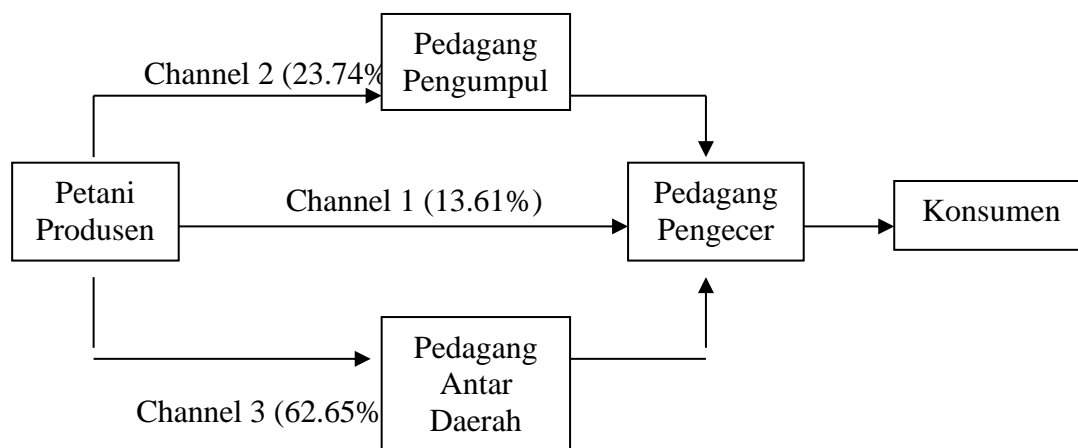 Pedagang
Pengumpul
Channel 2 (23.74%
Petani
Produsen
Channel 1 (13.61%)
Pedagang
Pengecer
Konsumen
Pedagang
Antar
Daerah
Channel 3 (62.65%